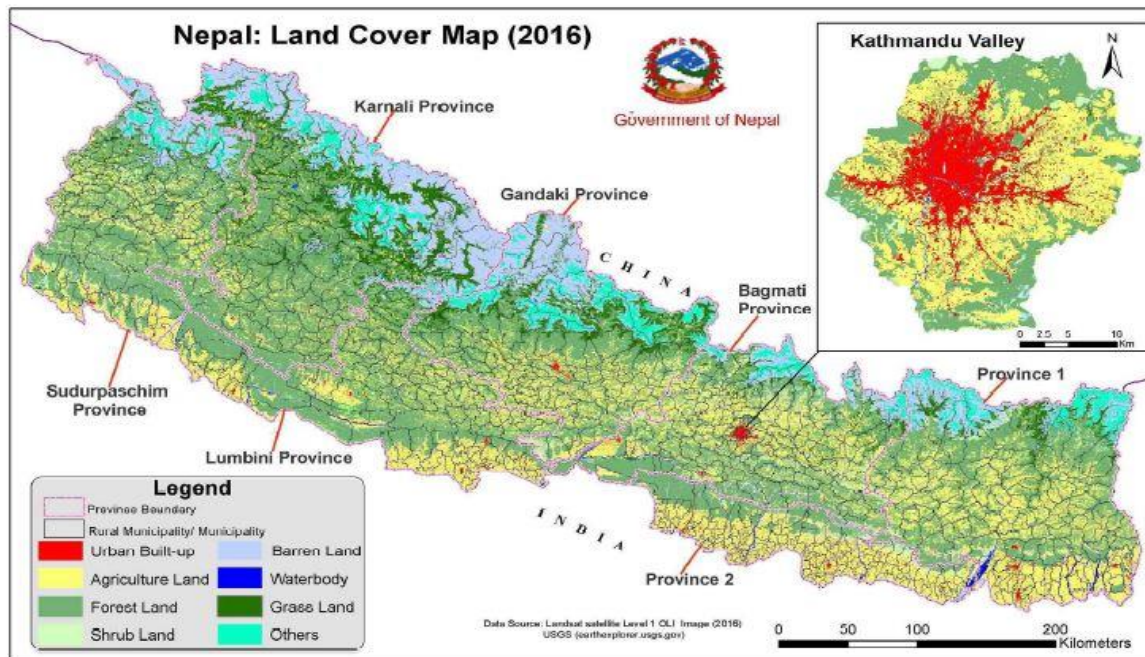 Nepal: Land Cover Map (2016)
Government of Nepal
Kathmandu Valley
N
0 2.5 5 10
Km
Karnali Province
Gandaki Province
CHINA
Bagmati
Province
Province 1
Sudurpaschim
Province
Lumbini Province
INDIA
Province 2
Legend
Province Boundary
Rural Municipality/ Municipality
Urban Built-up
Barren Land
Agriculture Land
Waterbody
Forest Land
Grass Land
Shrub Land
Others
Data Source: Landsat satellite Level 1 OLI Image (2016)
USGS (earthexplorer.usgs.gov)
0 50 100 200
Kilometers